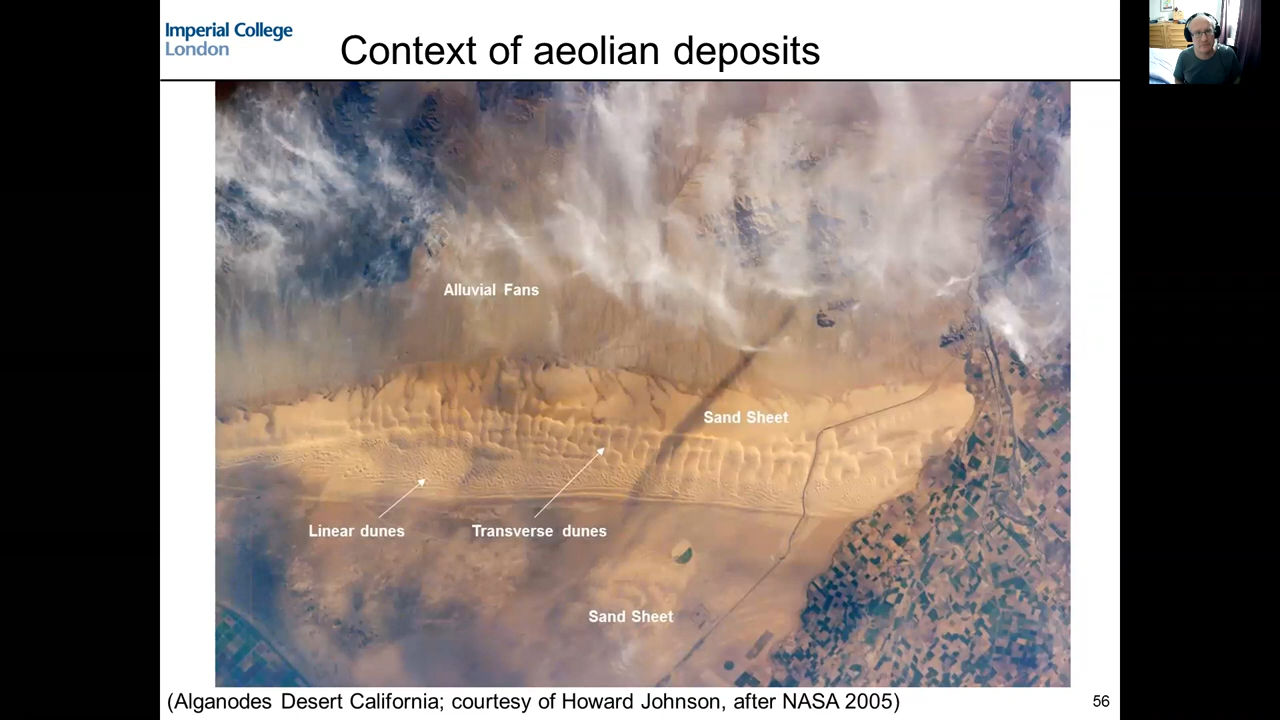 Imperial College
London
Context of aeolian deposits
Alluvial Fans
Sand Sheet
Linear dunes
Transverse dunes
Sand Sheet
(Alganodes Desert California; courtesy of Howard Johnson, after NASA 2005)
56